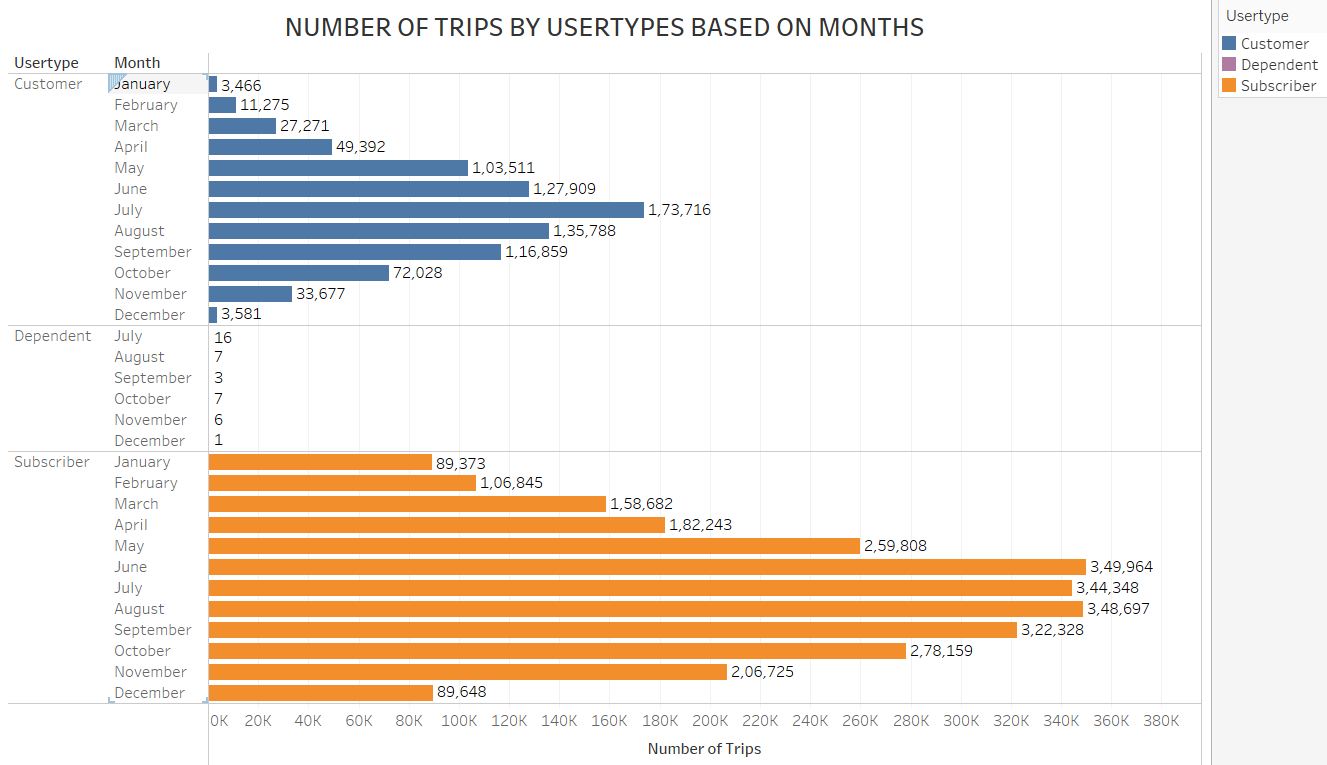 NUMBER OF TRIPS BY USERTYPES BASED ON MONTHS
Usertype
Customer
Dependent
Subscriber
Usertype Month
Customer January 3,466
February 11,275
March 27,271
April 49,392
May 1,03,511
June 1,27,909
July 1,73,716
August 1,35,788
September 1,16,859
October 72,028
November 33,677
December 3,581
Dependent July 16
August 7
September 3
October 7
November 6
December 1
Subscriber January 89,373
February 1,06,845
March 1,58,682
April 1,82,243
May 2,59,808
June 3,49,964
July 3,44,348
August 3,48,697
September 3,22,328
October 2,78,159
November 2,06,725
December 89,648
0K 20K 40K 60K 80K 100K 120K 140K 160K 180K 200K 220K 240K 260K 280K 300K 320K 340K 360K 380K
Number of Trips